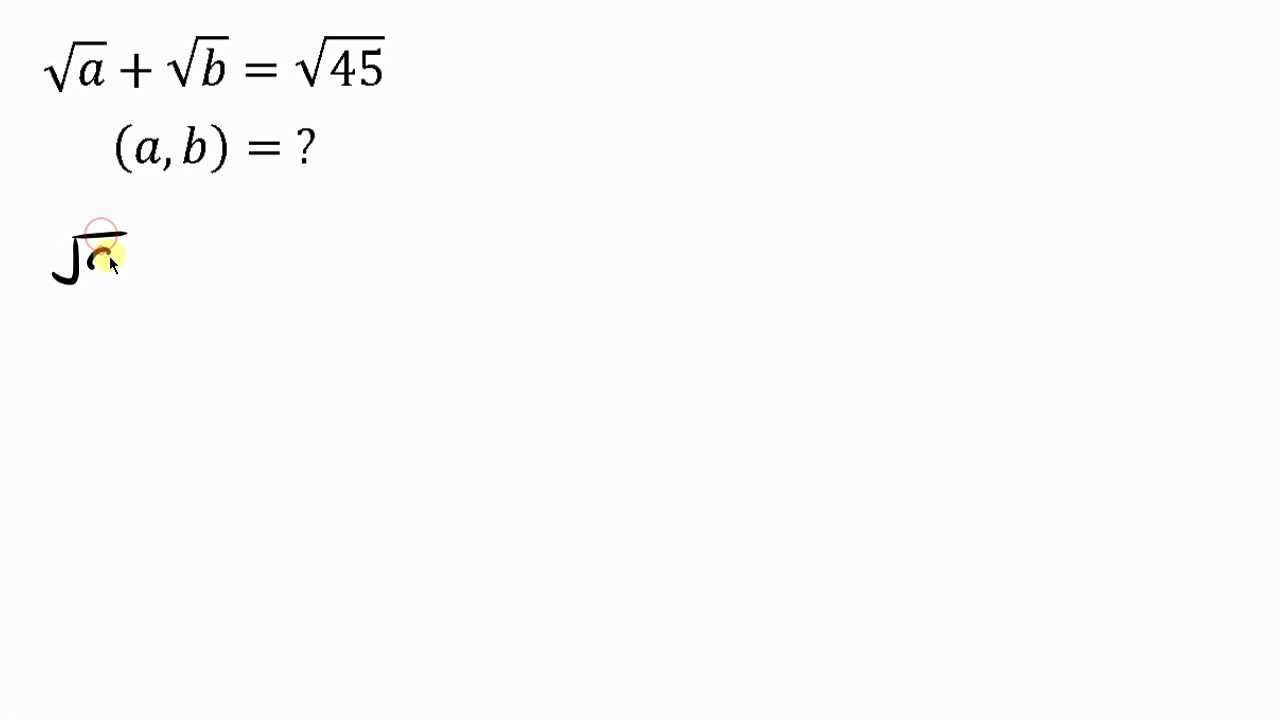 √a + √b = √45
(a, b) = ?
√